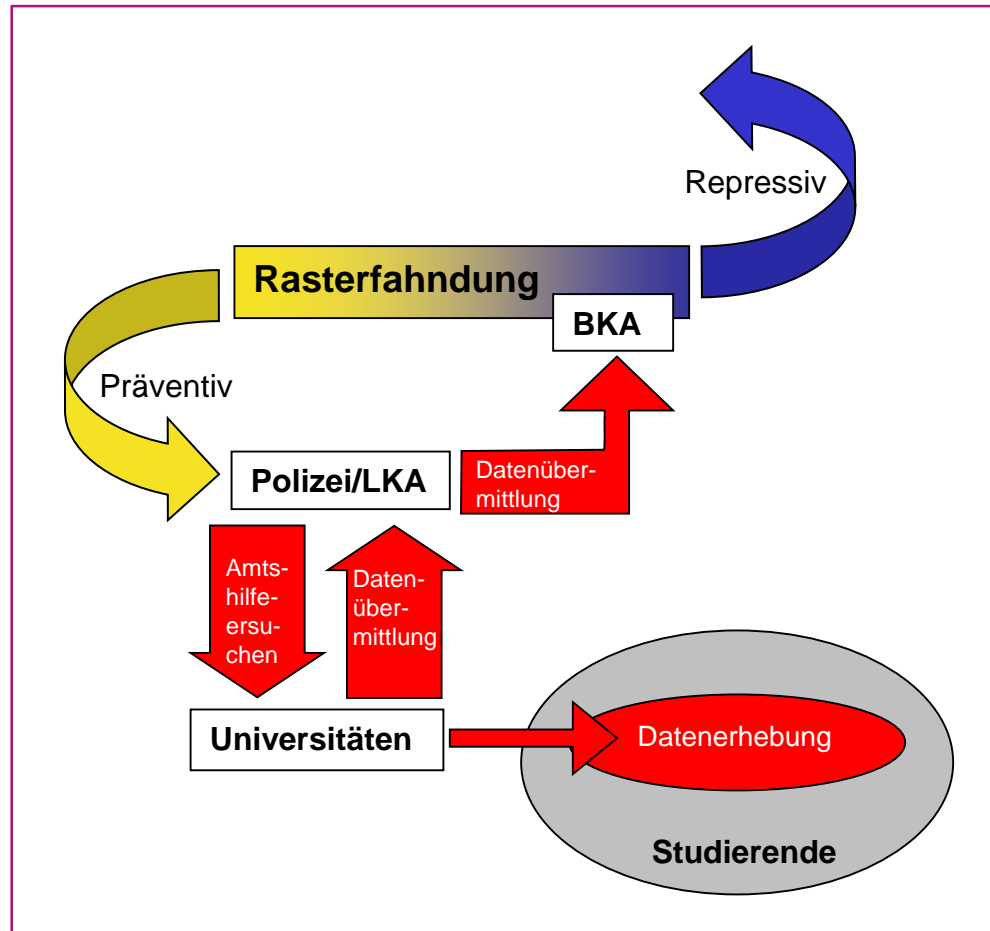 Repressiv
Rasterfahndung
BKA
Präventiv
Polizei/LKA
Datenüber-
mittlung
Amts-
hilfe-
ersu-
chen
Daten-
über-
mittlung
Universitäten
Datenerhebung
Studierende